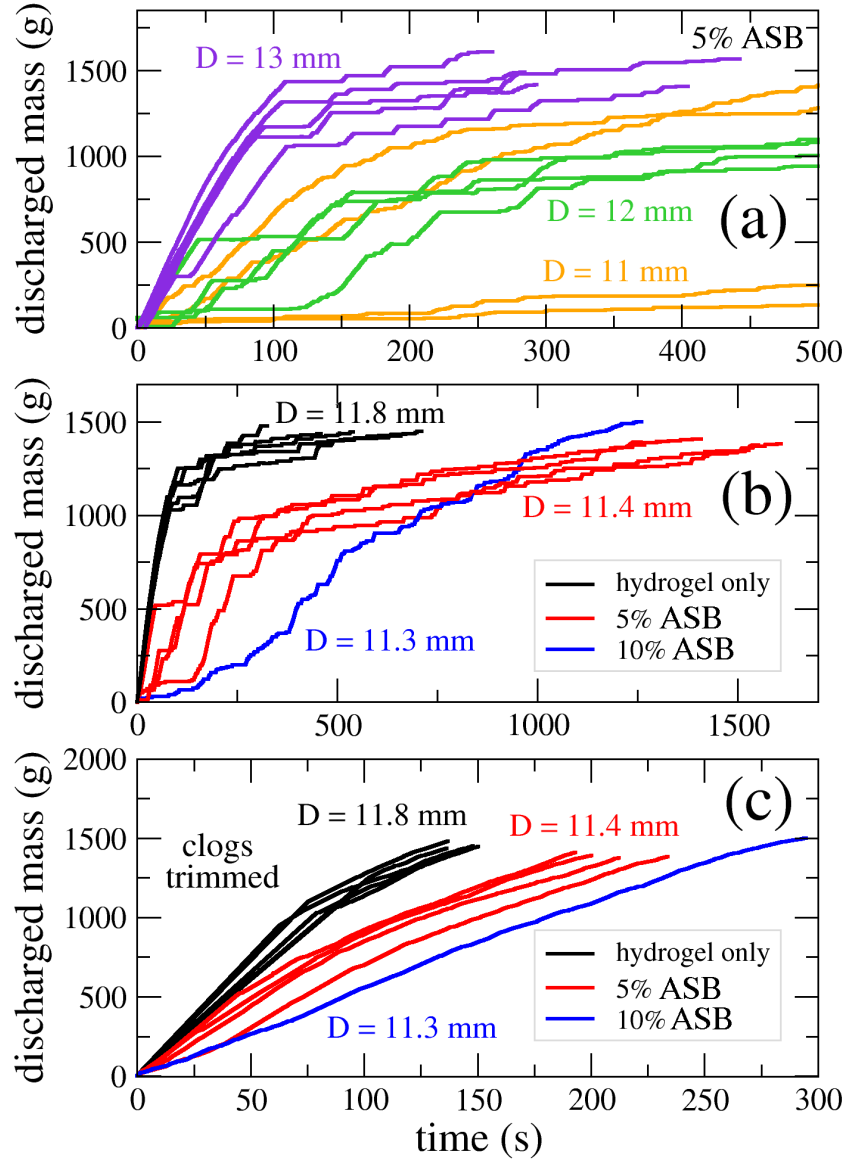 5% ASB
D = 13 mm
D = 12 mm
D = 11 mm
(a)
discharged mass (g)
1500
1000
500
0
0 100 200 300 400 500
D = 11.8 mm
D = 11.4 mm
D = 11.3 mm
(b)
hydrogel only
5% ASB
10% ASB
discharged mass (g)
1500
1000
500
0
0 500 1000 1500
(c)
D = 11.8 mm
D = 11.4 mm
clogs
trimmed
D = 11.3 mm
hydrogel only
5% ASB
10% ASB
discharged mass (g)
2000
1500
1000
500
0
0 50 100 150 200 250 300
time (s)